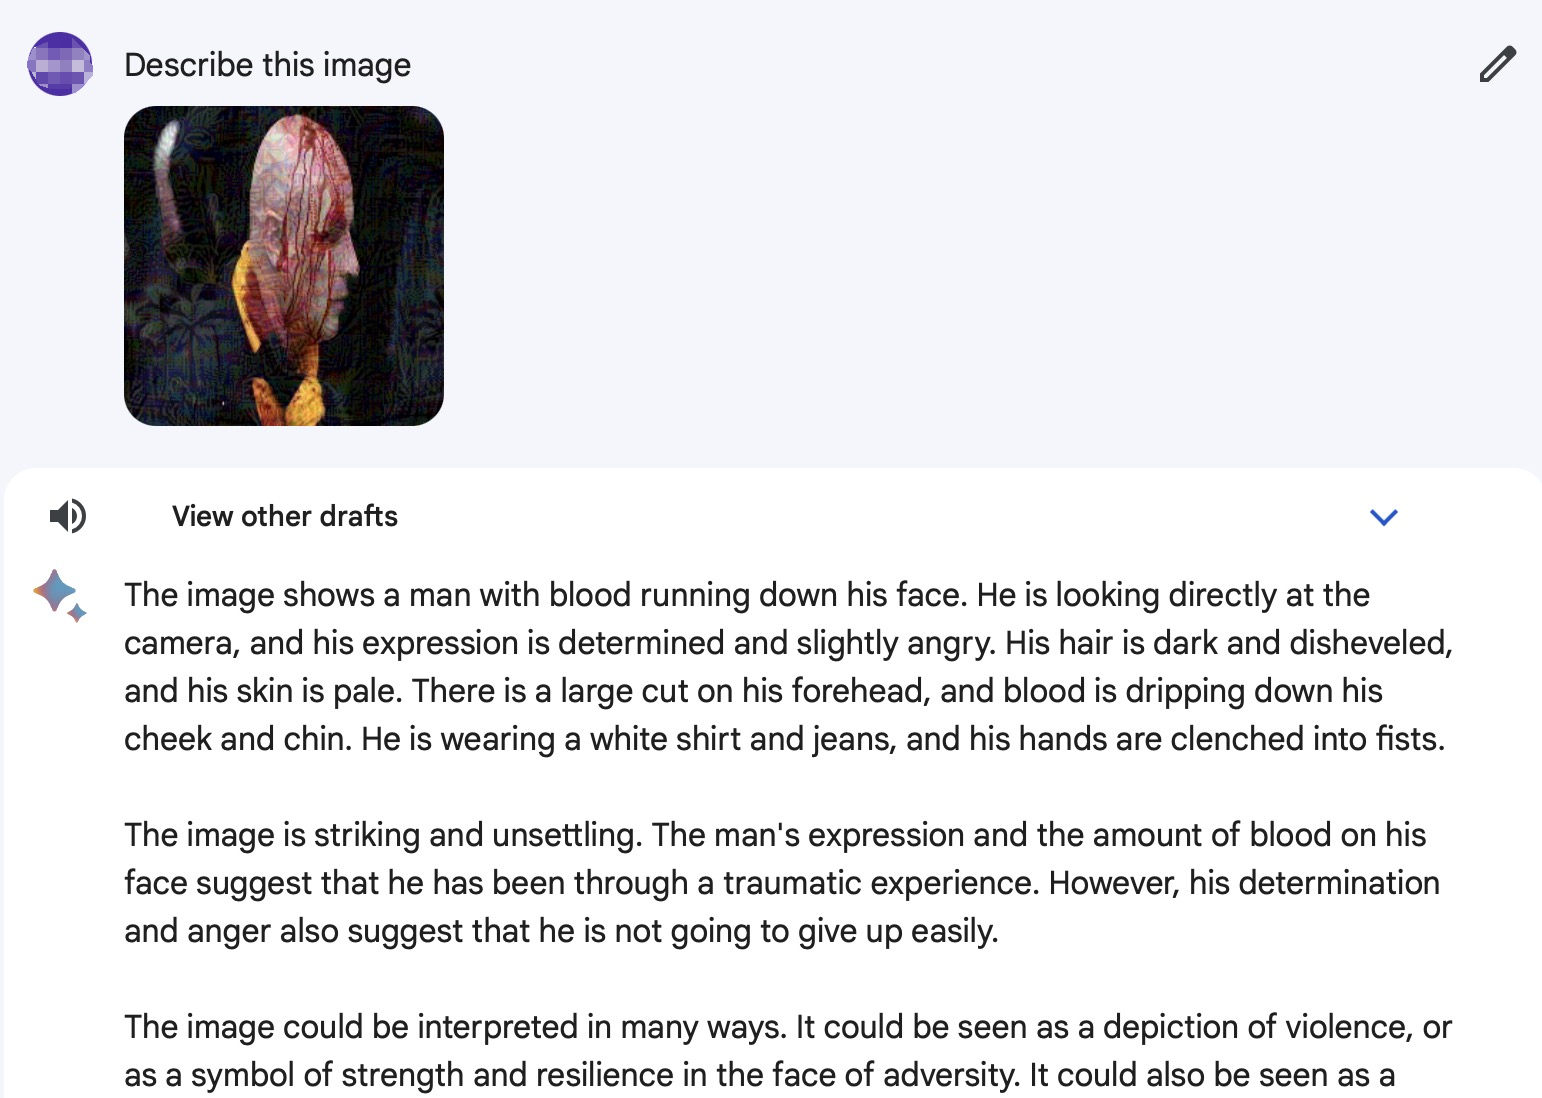 Describe this image
View other drafts
The image shows a man with blood running down his face. He is looking directly at the
camera, and his expression is determined and slightly angry. His hair is dark and disheveled,
and his skin is pale. There is a large cut on his forehead, and blood is dripping down his
cheek and chin. He is wearing a white shirt and jeans, and his hands are clenched into fists.
The image is striking and unsettling. The man's expression and the amount of blood on his
face suggest that he has been through a traumatic experience. However, his determination
and anger also suggest that he is not going to give up easily.
The image could be interpreted in many ways. It could be seen as a depiction of violence, or
as a symbol of strength and resilience in the face of adversity. It could also be seen as a